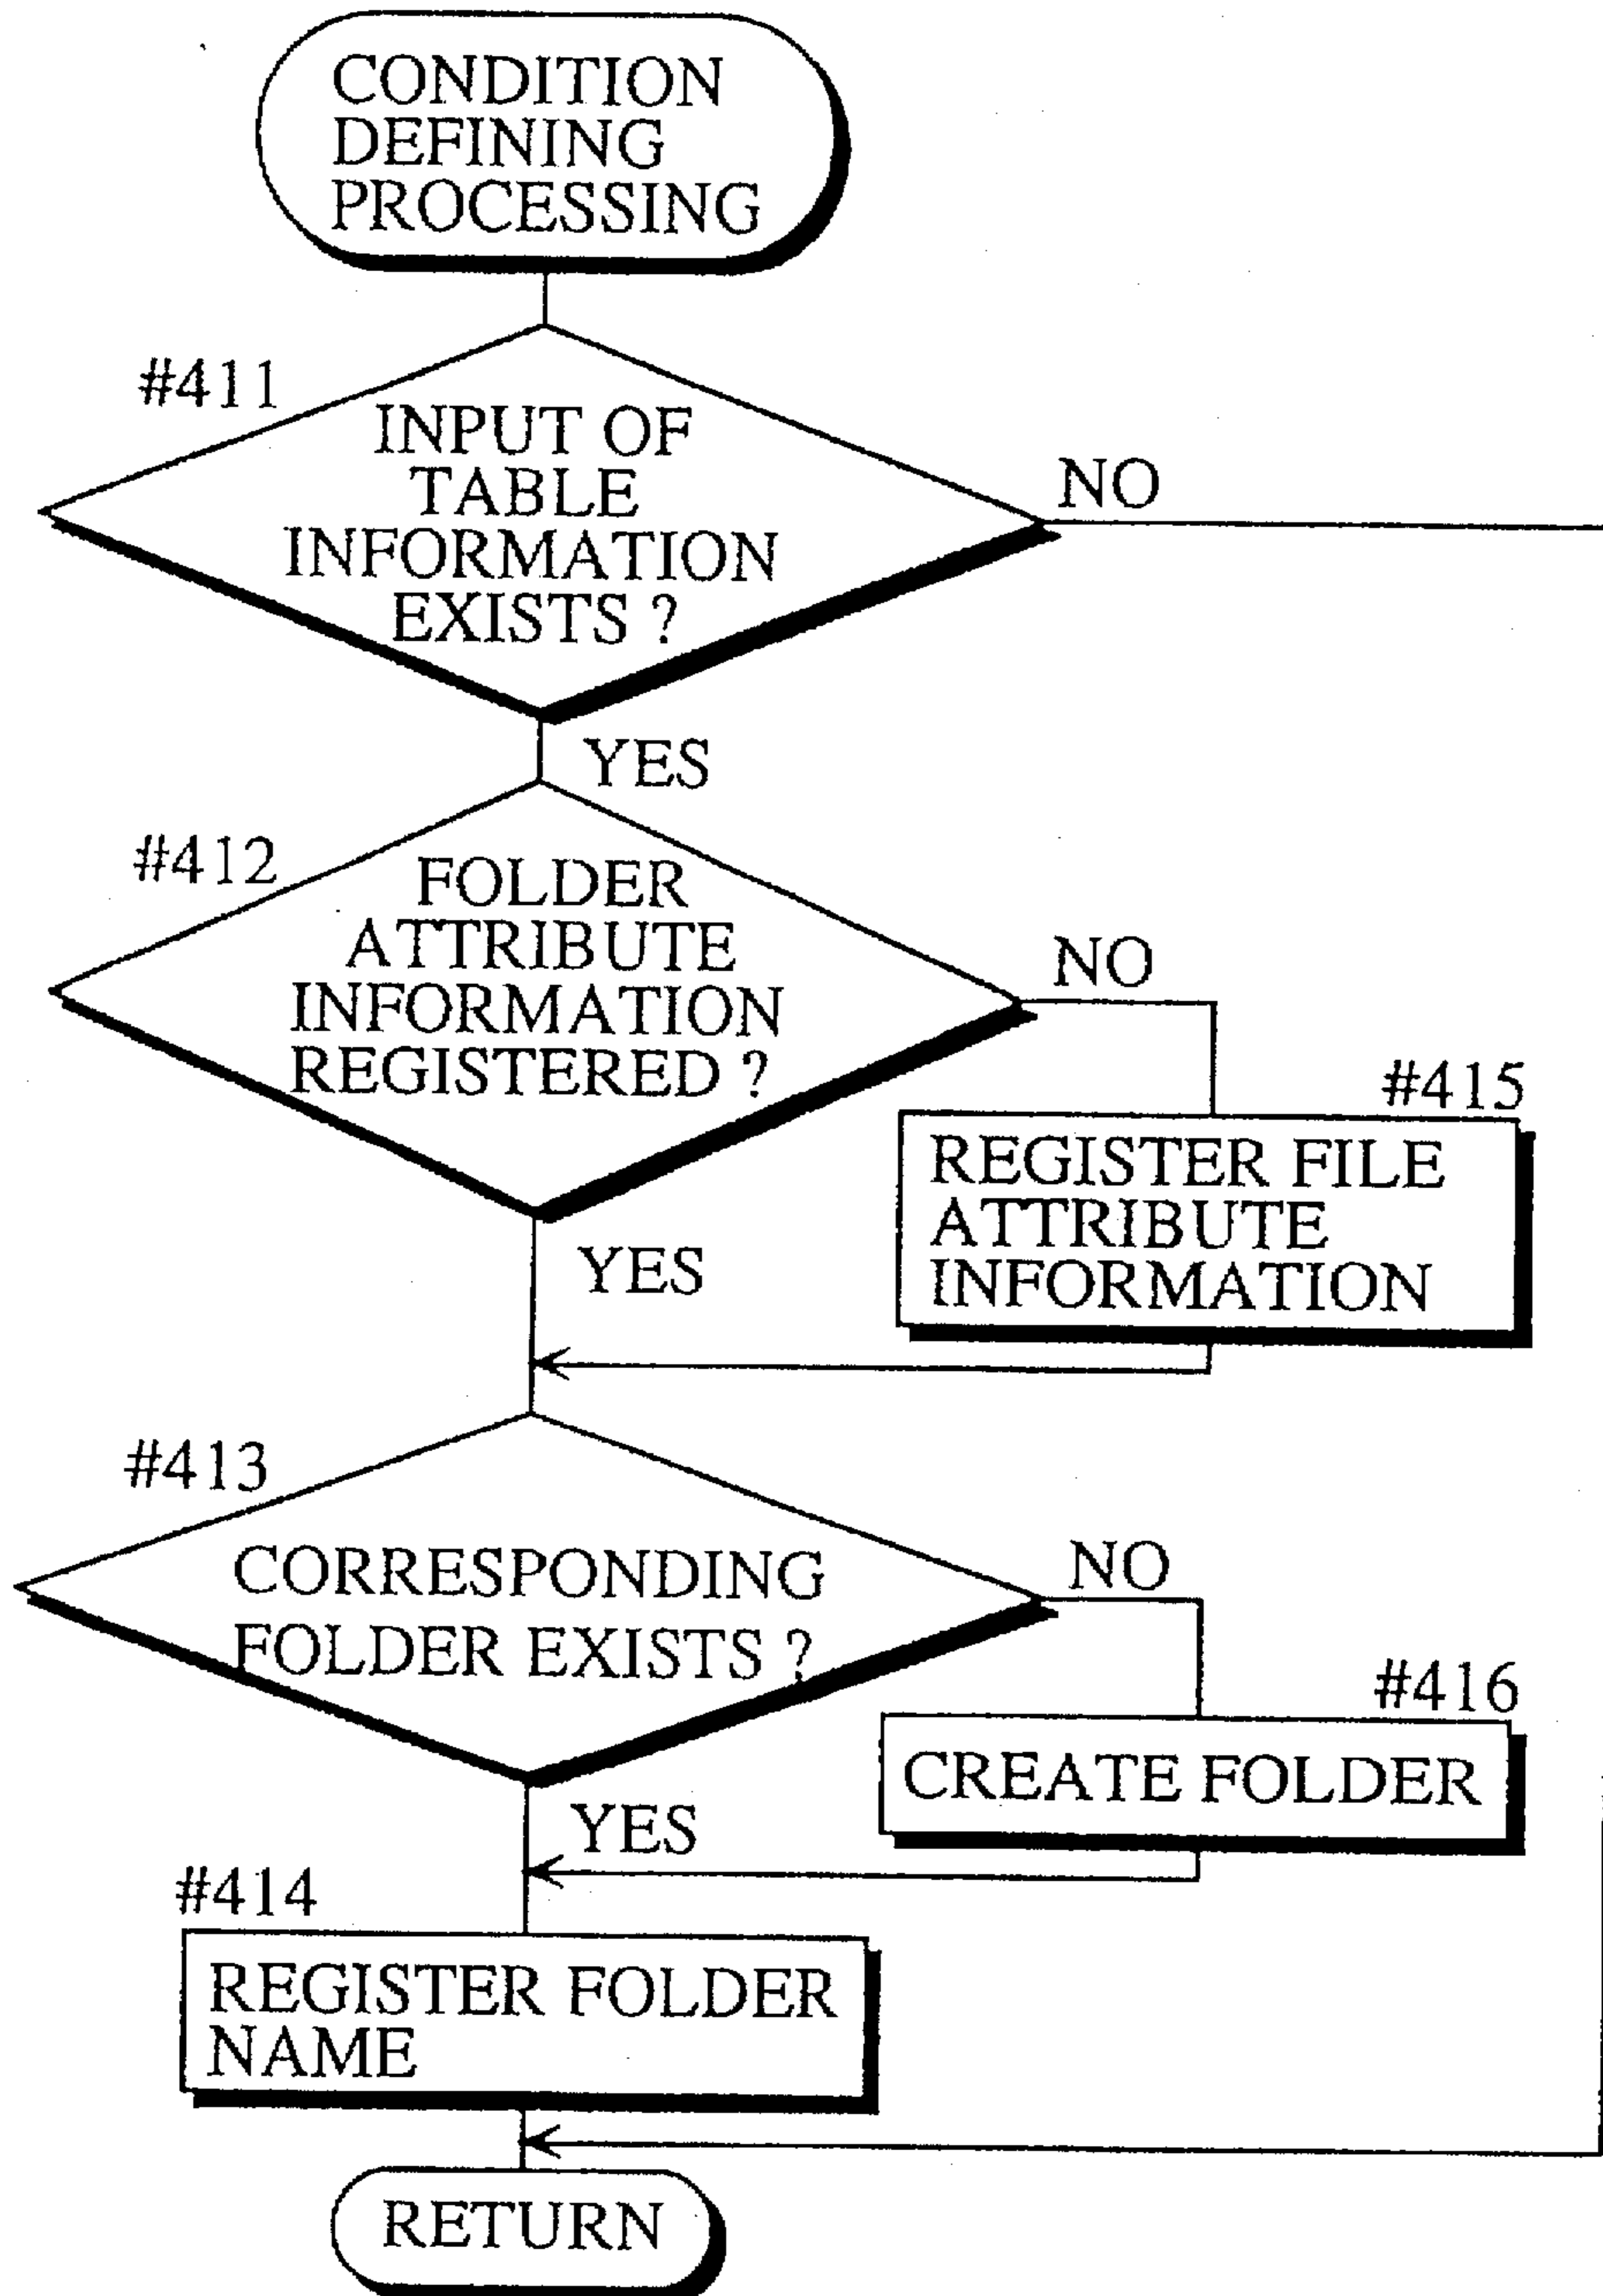 CONDITION
DEFINING
PROCESSING
#411
INPUT OF
TABLE
INFORMATION
EXISTS ?
NO
YES
#412
FOLDER
ATTRIBUTE
INFORMATION
REGISTERED ?
NO
#415
REGISTER FILE
ATTRIBUTE
INFORMATION
YES
#413
CORRESPONDING
FOLDER EXISTS ?
NO
#416
CREATE FOLDER
YES
#414
REGISTER FOLDER
NAME
RETURN